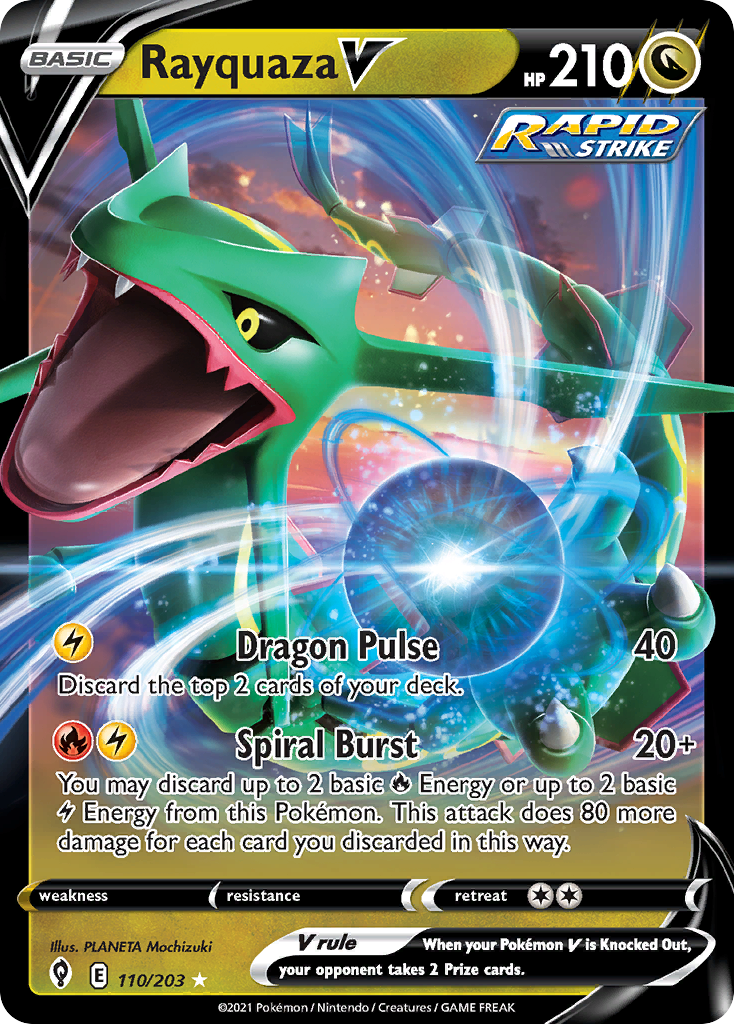 BASIC
Rayquaza V
HP 210
RAPID
STRIKE
Dragon Pulse 40
Discard the top 2 cards of your deck.
Spiral Burst 20+
You may discard up to 2 basic Energy or up to 2 basic
Energy from this Pokémon. This attack does 80 more
damage for each card you discarded in this way.
weakness resistance retreat
Illus. PLANETA Mochizuki
V rule When your Pokémon V is Knocked Out,
your opponent takes 2 Prize cards.
E 110/203
©2021 Pokémon / Nintendo / Creatures / GAME FREAK